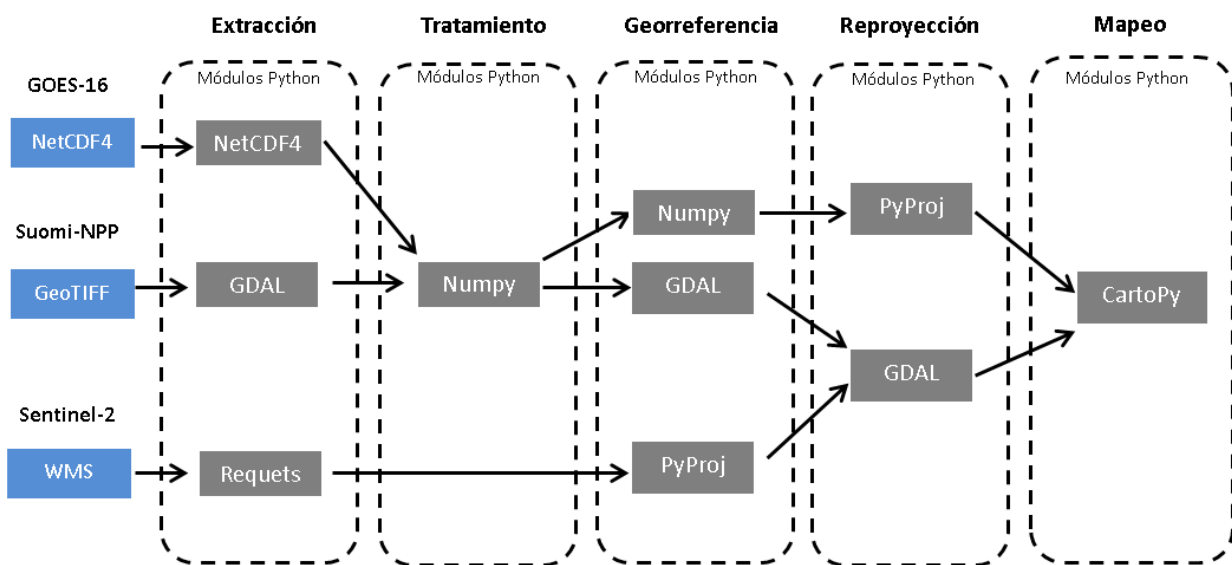 Extracción
Tratamiento
Georreferencia
Reproyección
Mapeo
Módulos Python
Módulos Python
Módulos Python
Módulos Python
Módulos Python
GOES-16
NetCDF4
NetCDF4
Numpy
PyProj
Suomi-NPP
GeoTIFF
GDAL
Numpy
GDAL
CartoPy
GDAL
Sentinel-2
WMS
Requets
PyProj